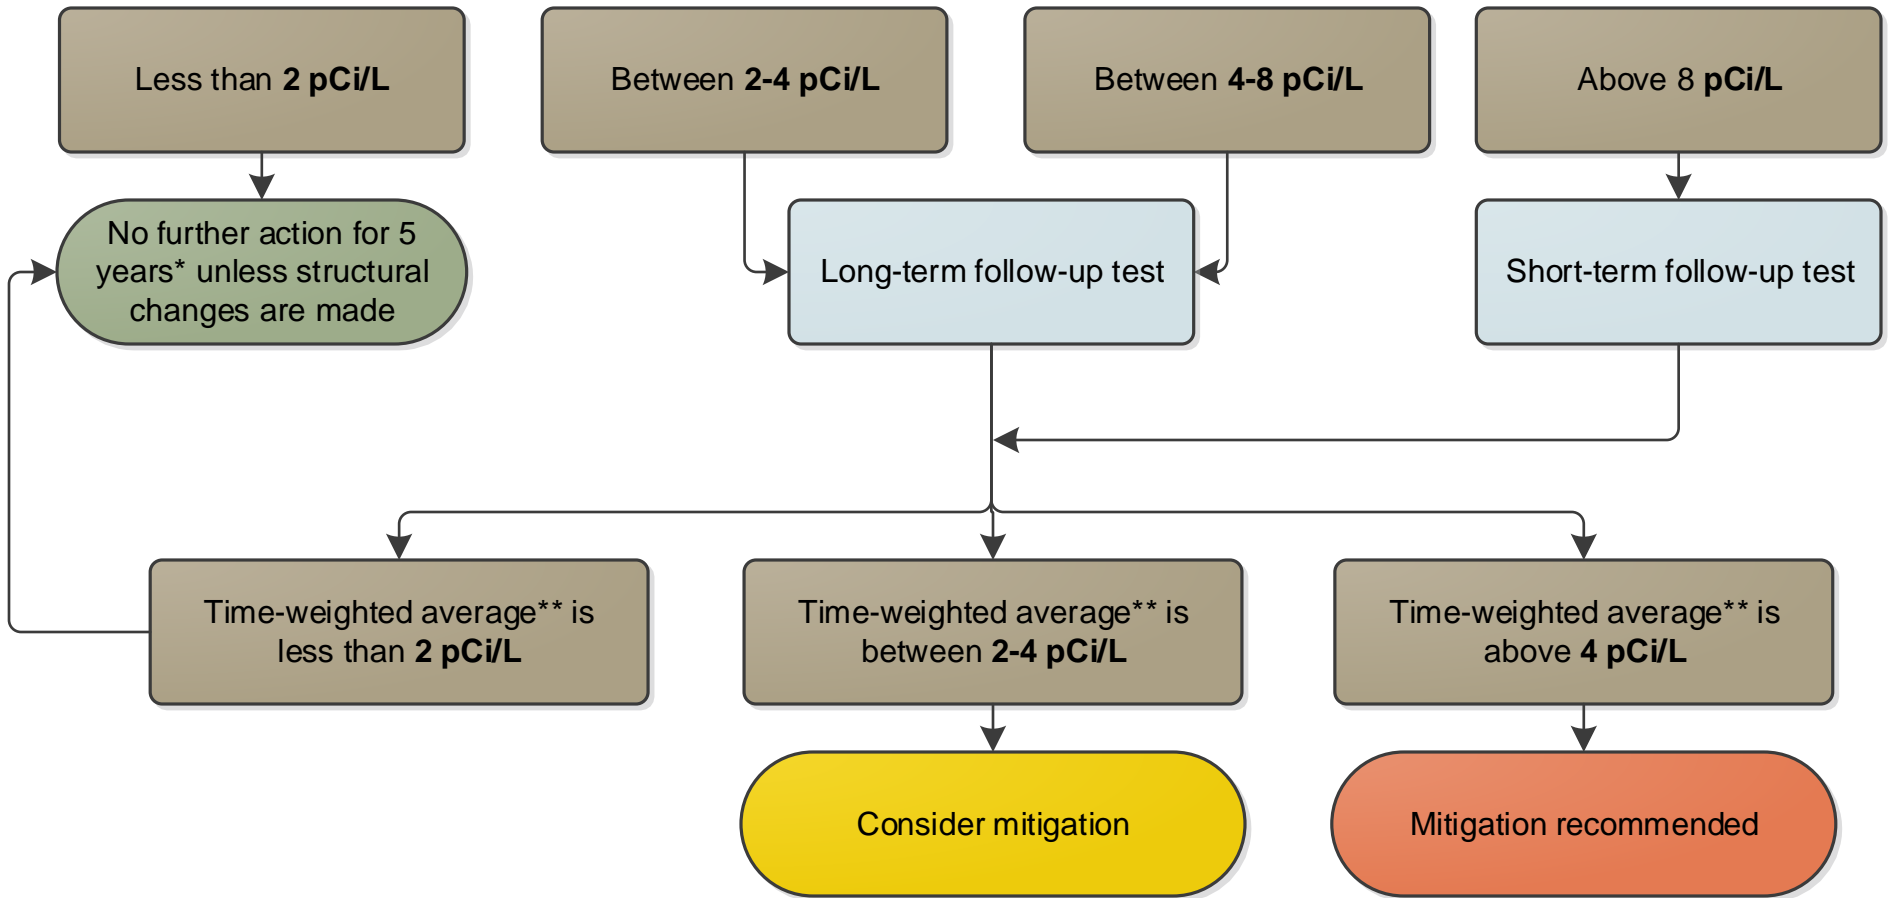 Less than 2 pCi/L
Between 2-4 pCi/L
Between 4-8 pCi/L
Above 8 pCi/L
No further action for 5
years* unless structural
changes are made
Long-term follow-up test
Short-term follow-up test
Time-weighted average** is
less than 2 pCi/L
Time-weighted average** is
between 2-4 pCi/L
Time-weighted average** is
above 4 pCi/L
Consider mitigation
Mitigation recommended